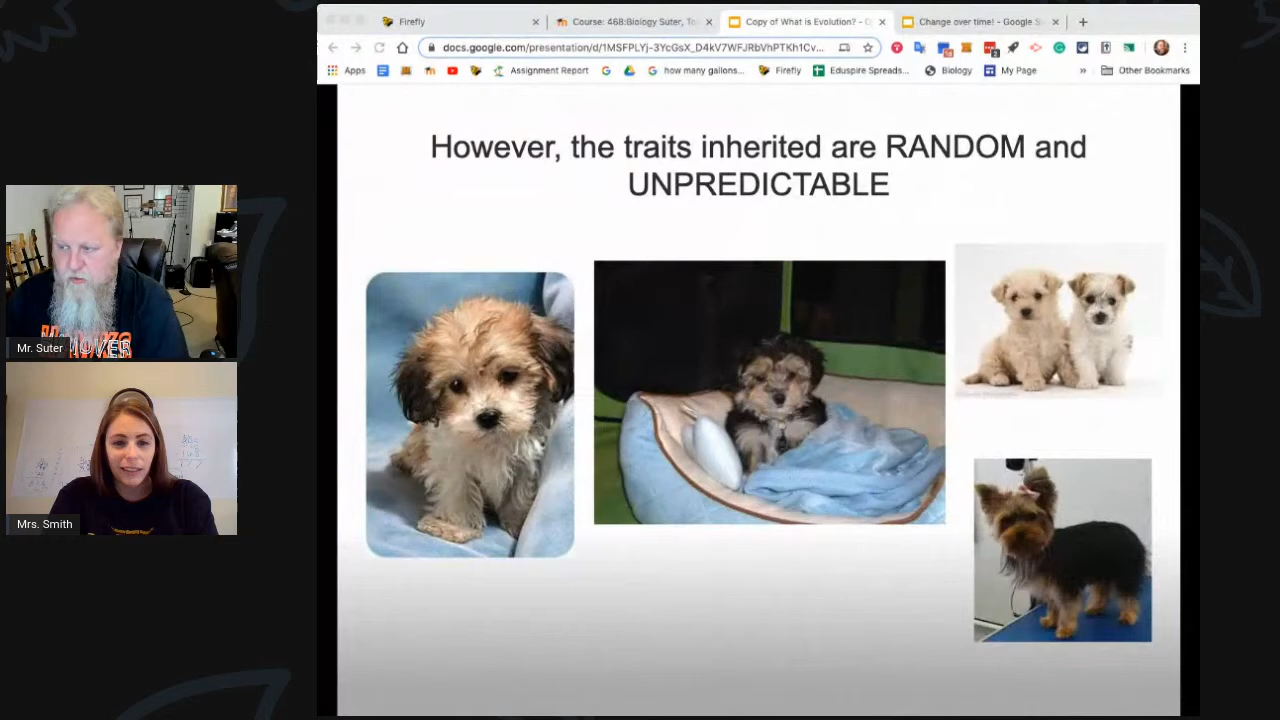 Firefly
Course: 468:Biology Suter, To
Copy of What is Evolution? - G
Change over time! - Google S
docs.google.com/presentation/d/1MSFPLYj-3YcGsX_D4kV7WFJRbVhPTKh1Cv...
Apps
Assignment Report
how many gallons...
Firefly
Eduspire Spreads...
Biology
My Page
Other Bookmarks
However, the traits inherited are RANDOM and
UNPREDICTABLE
Mr. Suter
Mrs. Smith